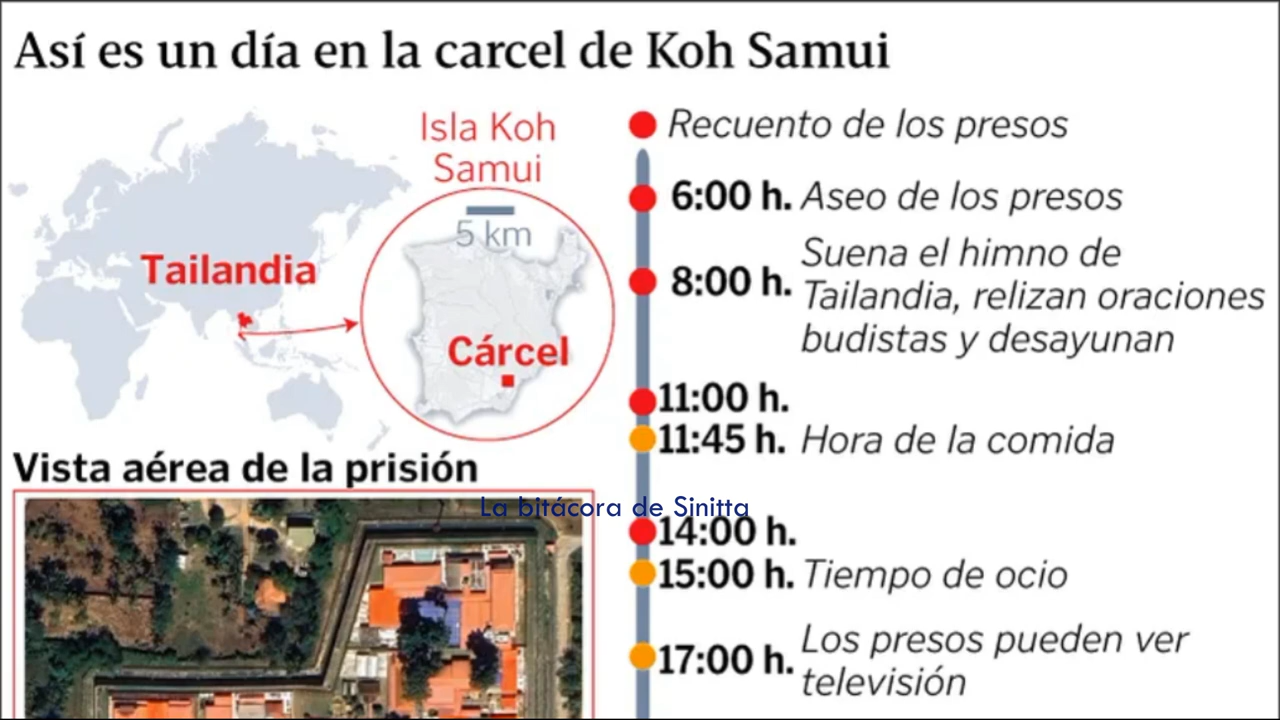 Así es un día en la carcel de Koh Samui
Isla Koh
Samui
5 km
Tailandia
Cárcel
Vista aérea de la prisión
La bitácora de Sinitta
Recuento de los presos
6:00 h. Aseo de los presos
8:00 h. Suena el himno de
Tailandia, relizan oraciones
budistas y desayunan
11:00 h.
11:45 h. Hora de la comida
14:00 h.
15:00 h. Tiempo de ocio
17:00 h. Los presos pueden ver
televisión